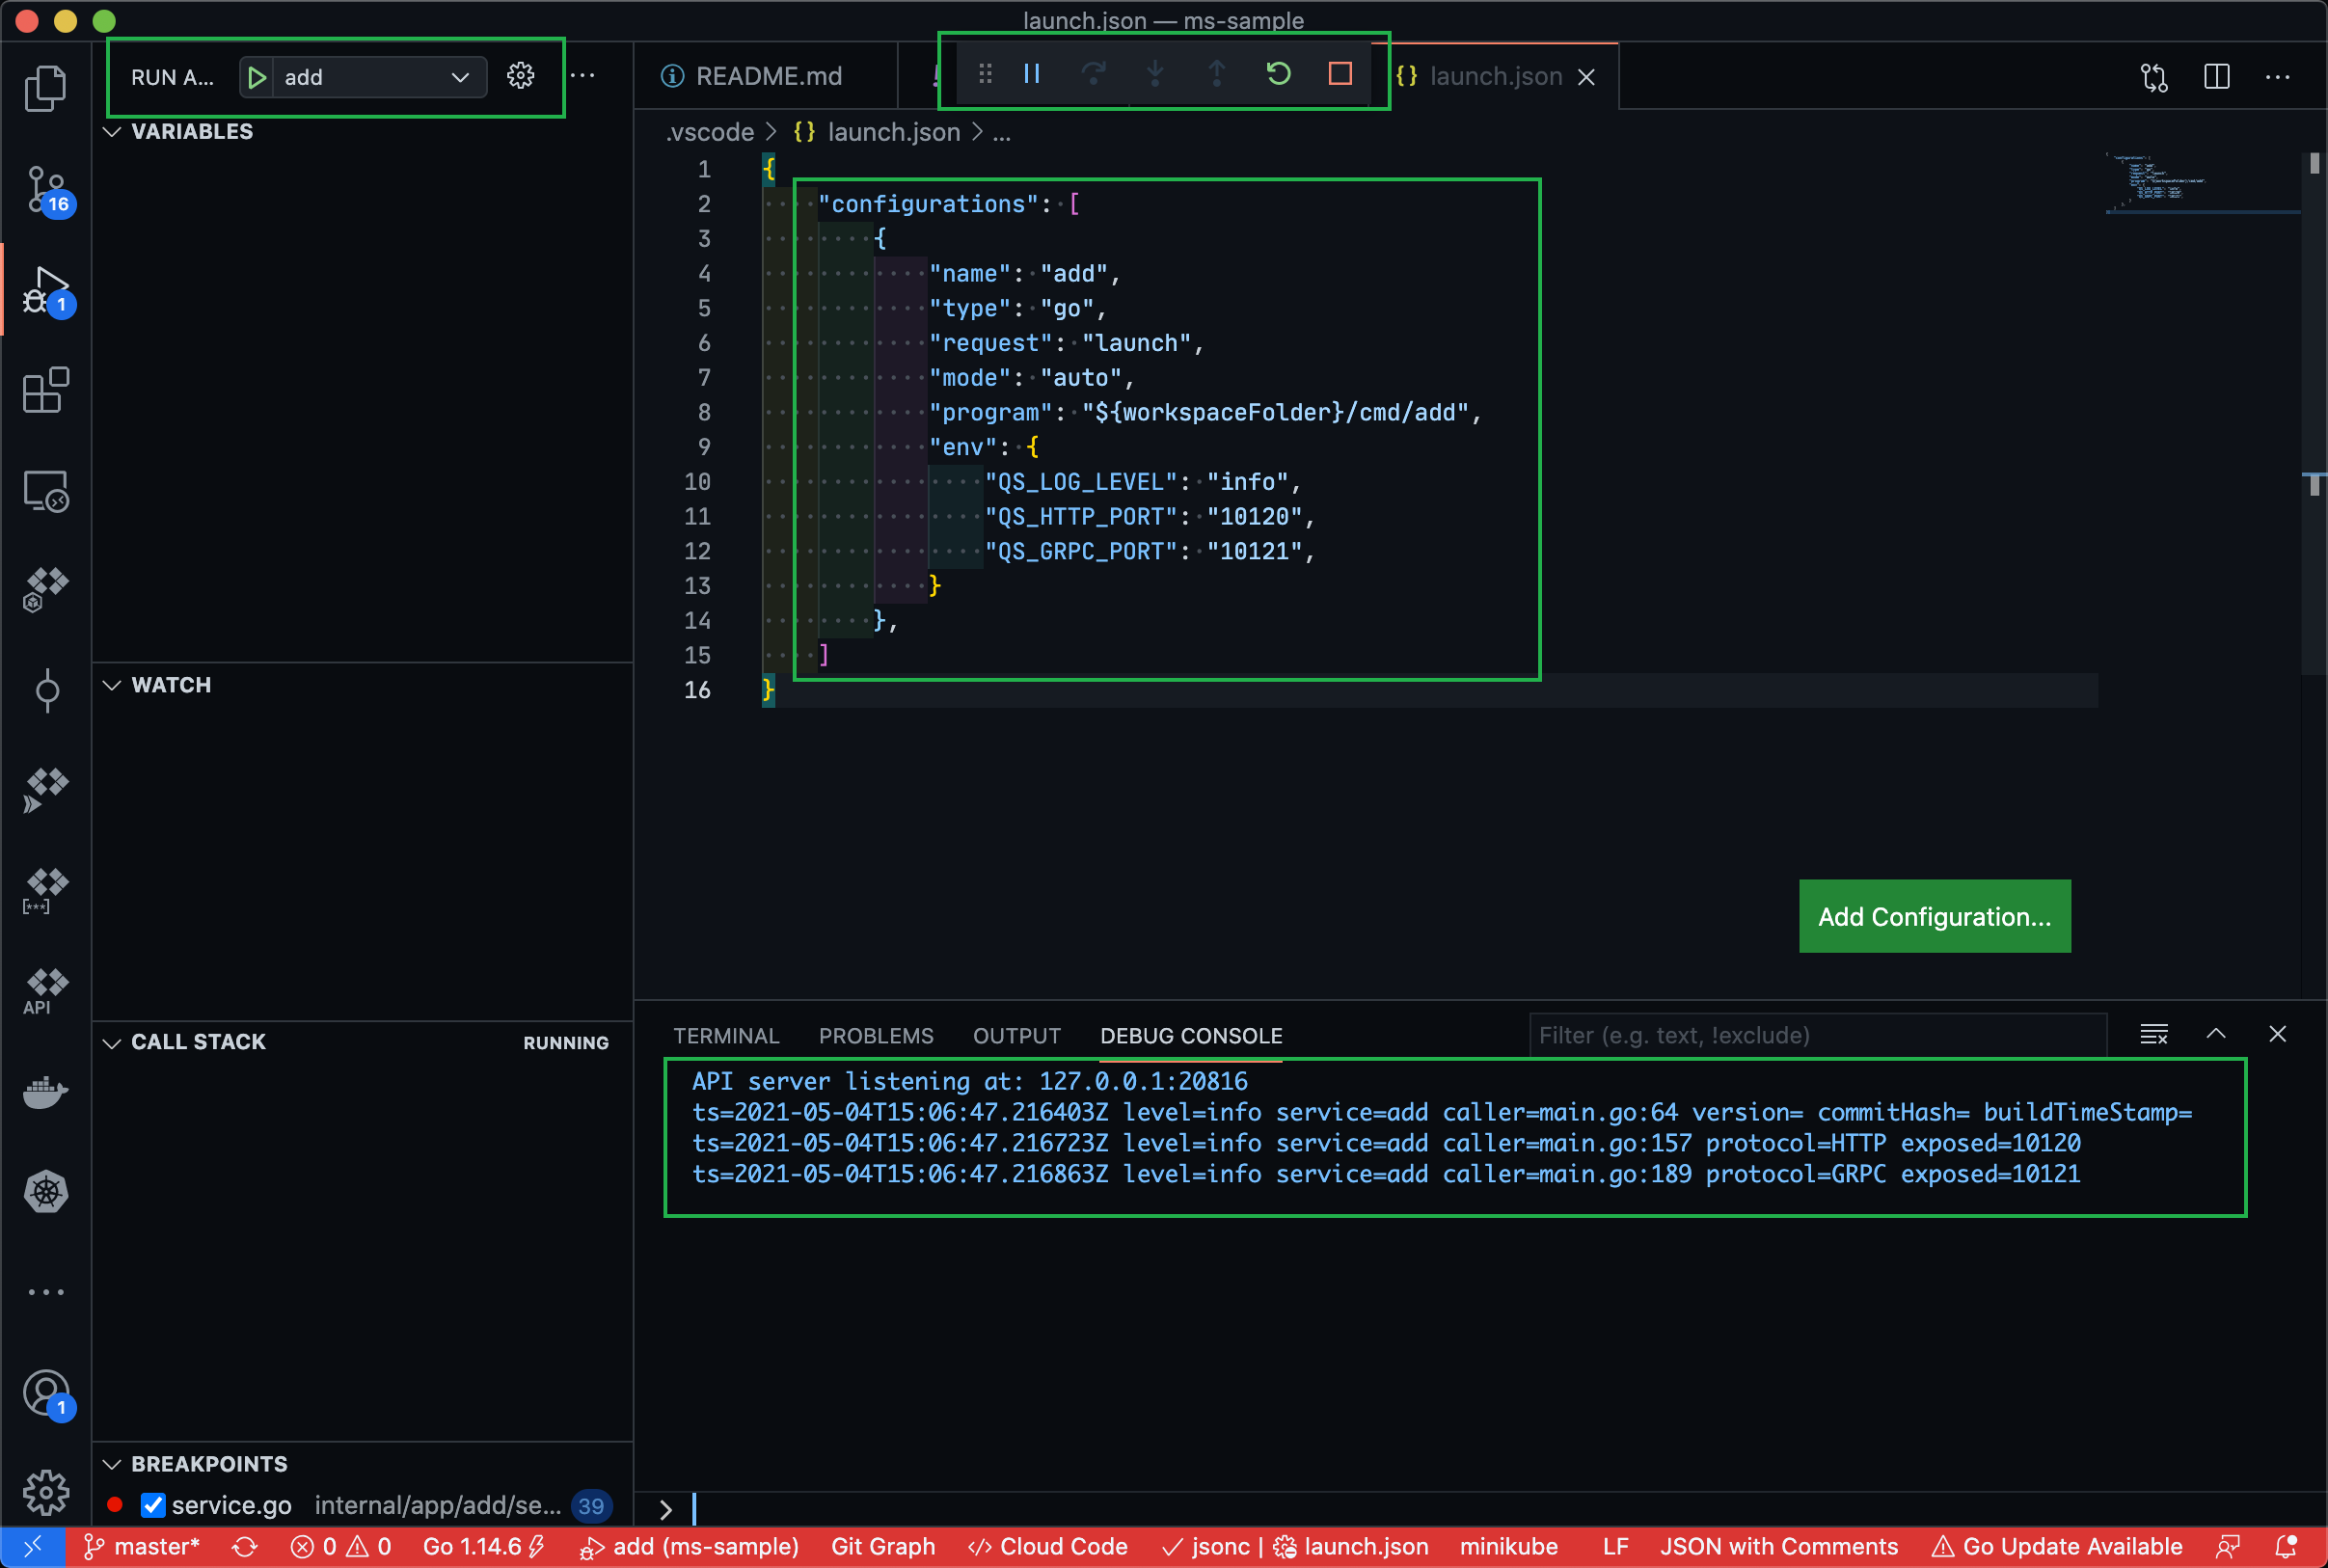 launch.json — ms-sample
RUN A... add
README.md
launch.json
VARIABLES
.vscode > {} launch.json > ...
1 {
2 "configurations": [
3 {
4 "name": "add",
5 "type": "go",
6 "request": "launch",
7 "mode": "auto",
8 "program": "${workspaceFolder}/cmd/add",
9 "env": {
10 "QS_LOG_LEVEL": "info",
11 "QS_HTTP_PORT": "10120",
12 "QS_GRPC_PORT": "10121",
13 }
14 },
15 ]
16 }
16
1
WATCH
Add Configuration...
API
CALL STACK RUNNING
TERMINAL PROBLEMS OUTPUT DEBUG CONSOLE Filter (e.g. text, !exclude)
API server listening at: 127.0.0.1:20816
ts=2021-05-04T15:06:47.216403Z level=info service=add caller=main.go:64 version= commitHash= buildTimeStamp=
ts=2021-05-04T15:06:47.216723Z level=info service=add caller=main.go:157 protocol=HTTP exposed=10120
ts=2021-05-04T15:06:47.216863Z level=info service=add caller=main.go:189 protocol=GRPC exposed=10121
1
BREAKPOINTS
service.go internal/app/add/se... 39
master* 0 0 Go 1.14.6 add (ms-sample) Git Graph Cloud Code jsonc | launch.json minikube LF JSON with Comments Go Update Available